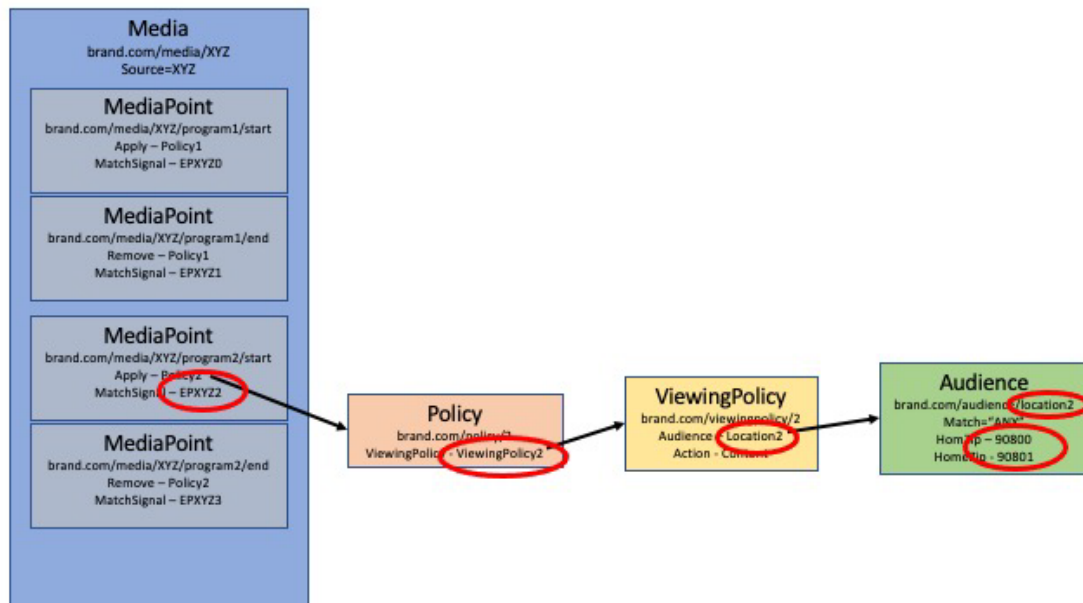 Media
brand.com/media/XYZ
Source=XYZ
MediaPoint
brand.com/media/XYZ/program1/start
Apply – Policy1
MatchSignal – EPXYZ0
MediaPoint
brand.com/media/XYZ/program1/end
Remove – Policy1
MatchSignal – EPXYZ1
MediaPoint
brand.com/media/XYZ/program2/start
Apply – Policy2
MatchSignal – EPXYZ2
MediaPoint
brand.com/media/XYZ/program2/end
Remove – Policy2
MatchSignal – EPXYZ3
Policy
brand.com/policy/2
ViewingPolicy - ViewingPolicy2
ViewingPolicy
brand.com/viewingpolicy/2
Audience - Location2
Action - Content
Audience
brand.com/audience/location2
Match="ANY"
HomZip – 90800
HomeZip - 90801